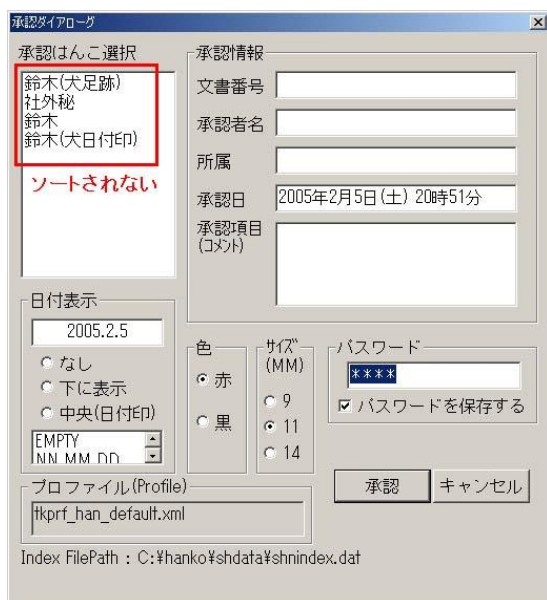 承認ダイアローグ
承認はんこ選択
鈴木(犬足跡)
社外秘
鈴木
鈴木(犬日付印)
ソートされない
承認情報
文書番号
承認者名
所属
承認日
2005年2月5日(土) 20時51分
承認項目
(コメント)
日付表示
2005.2.5
なし
下に表示
中央(日付印)
EMPTY
NN.MM.DD
色
赤
黒
サイズ
(MM)
9
11
14
パスワード
****
パスワードを保存する
プロファイル(Profile)
tkprf_han_default.xml
承認
キャンセル
Index FilePath : C:¥hanko¥shdata¥shnindex.dat